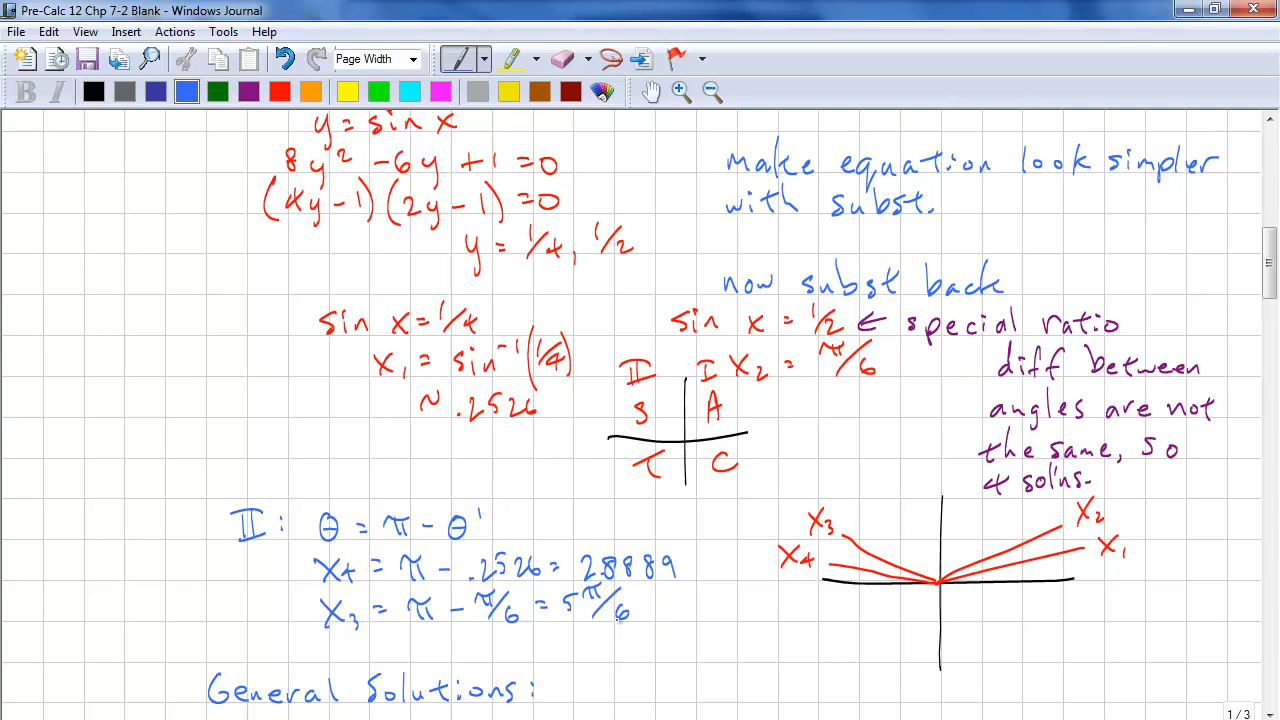 Pre-Calc 12 Chp 7-2 Blank - Windows Journal
File Edit View Insert Actions Tools Help
Page Width
B I
y = sin x
8y² - 6y + 1 = 0
(4y - 1)(2y - 1) = 0
y = 1/4, 1/2
make equation look simpler
with subst.
now subst back
sin x = 1/4
x₁ = sin⁻¹(1/4)
~ .2526
sin x = 1/2 ← special ratio
x₂ = π/6
diff between
angles are not
the same, so
4 sol'ns.
II I
S A
T C
II: θ = π - θ'
x₄ = π - .2526 = 2.8889
x₃ = π - π/6 = 5π/6
x₃ x₂
x₄ x₁
General Solutions:
1 / 3